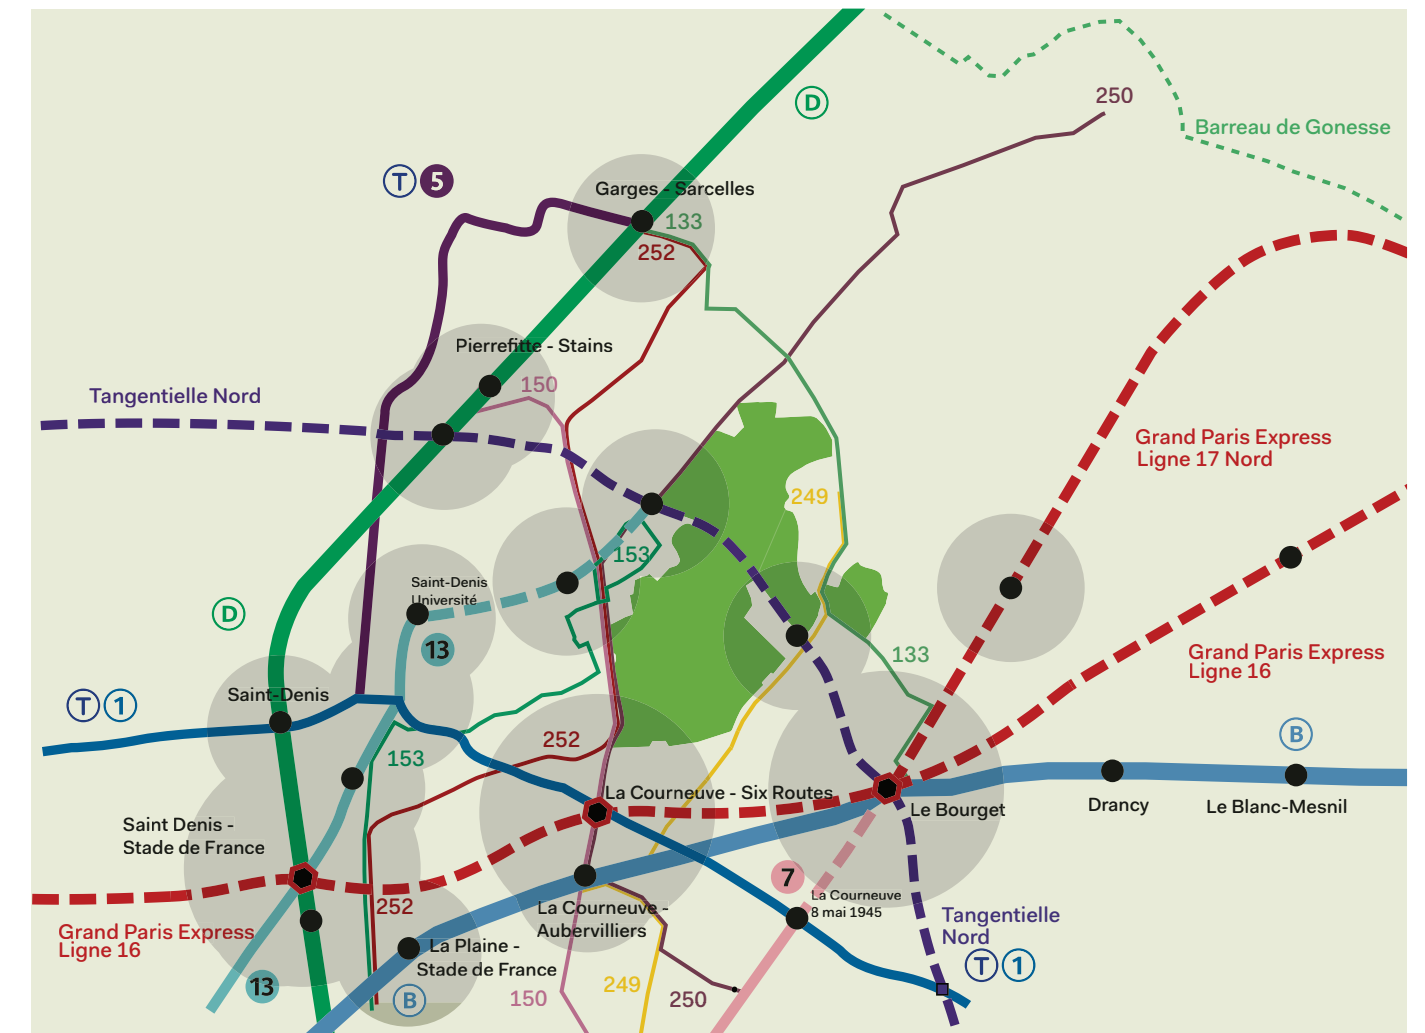 D
250
Barreau de Gonesse
T 5
Garges - Sarcelles
133
252
Pierrefitte - Stains
150
Tangentielle Nord
Grand Paris Express
Ligne 17 Nord
249
153
Saint-Denis
Université
D
13
133
Grand Paris Express
Ligne 16
Saint-Denis
T 1
B
252
153
La Courneuve - Six Routes
Le Bourget
Drancy
Le Blanc-Mesnil
Saint Denis -
Stade de France
7
La Courneuve
8 mai 1945
252
La Courneuve -
Aubervilliers
Tangentielle
Nord
Grand Paris Express
Ligne 16
La Plaine -
Stade de France
T 1
13
B
150
249
250